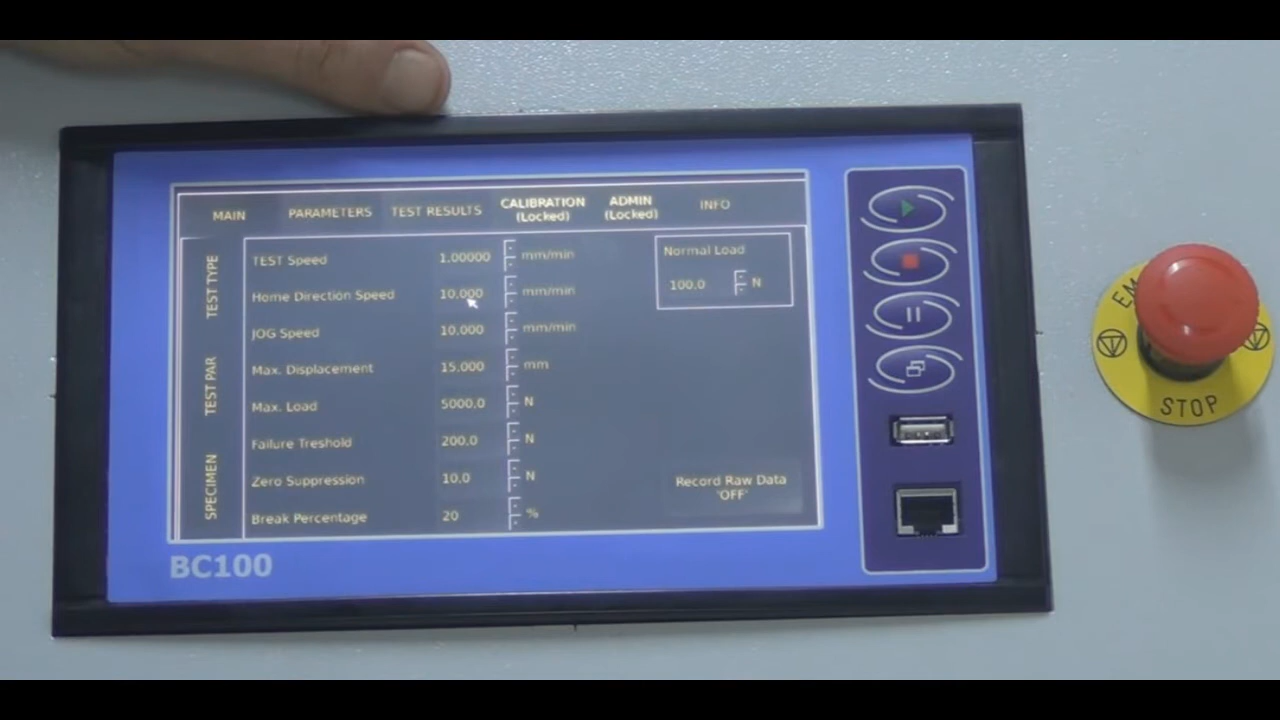 MAIN PARAMETERS TEST RESULTS CALIBRATION (Locked) ADMIN (Locked) INFO
TEST TYPE
TEST PAR
SPECIMEN
TEST Speed 1.00000 mm/min
Home Direction Speed 10.000 mm/min
JOG Speed 10.000 mm/min
Max. Displacement 15.000 mm
Max. Load 5000.0 N
Failure Treshold 200.0 N
Zero Suppression 10.0 N
Break Percentage 20 %
Normal Load
100.0 N
Record Raw Data
'OFF'
BC100
EM
STOP